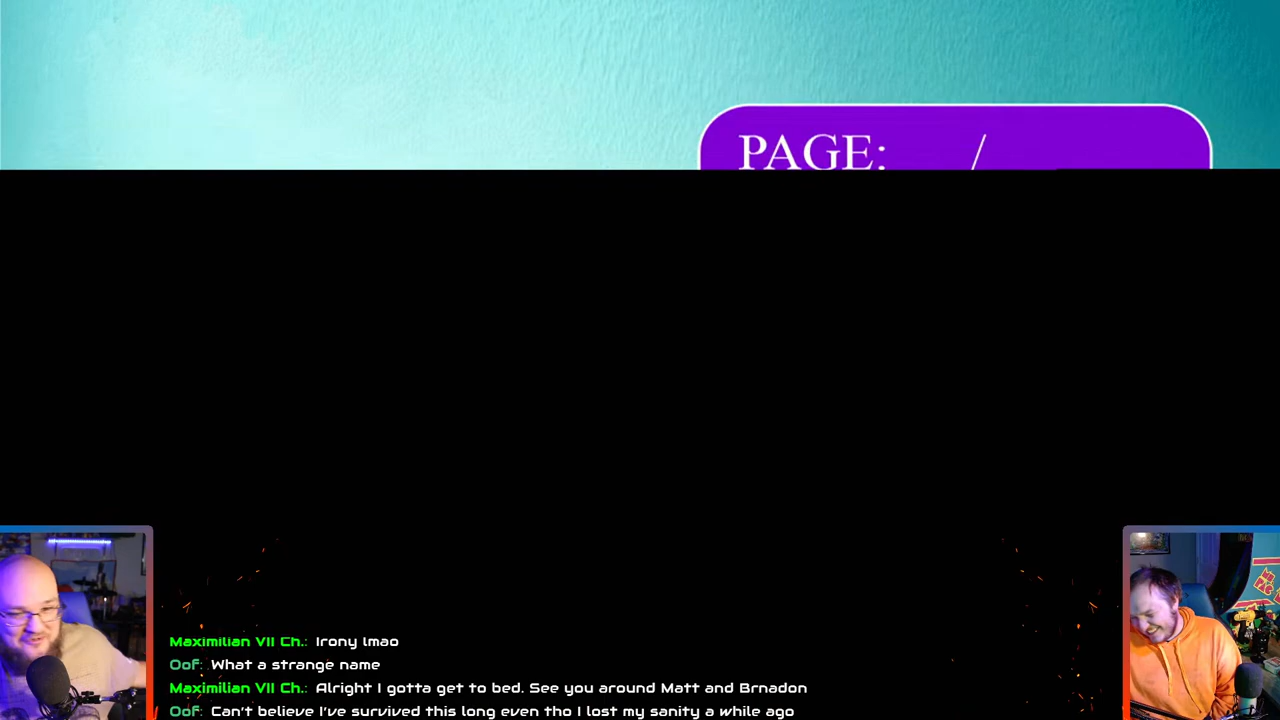 PAGE: /
Maximilian VII Ch.: Irony lmao
Oof: What a strange name
Maximilian VII Ch.: Alright I gotta get to bed. See you around Matt and Brnadon
Oof: Can't believe I've survived this long even tho I lost my sanity a while ago